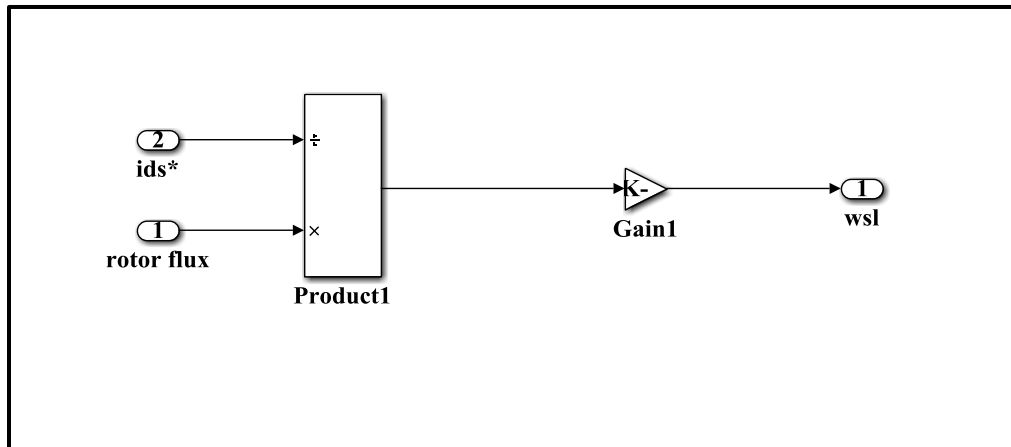 2
ids*
÷
1
rotor flux
×
Product1
K-
Gain1
1
wsl